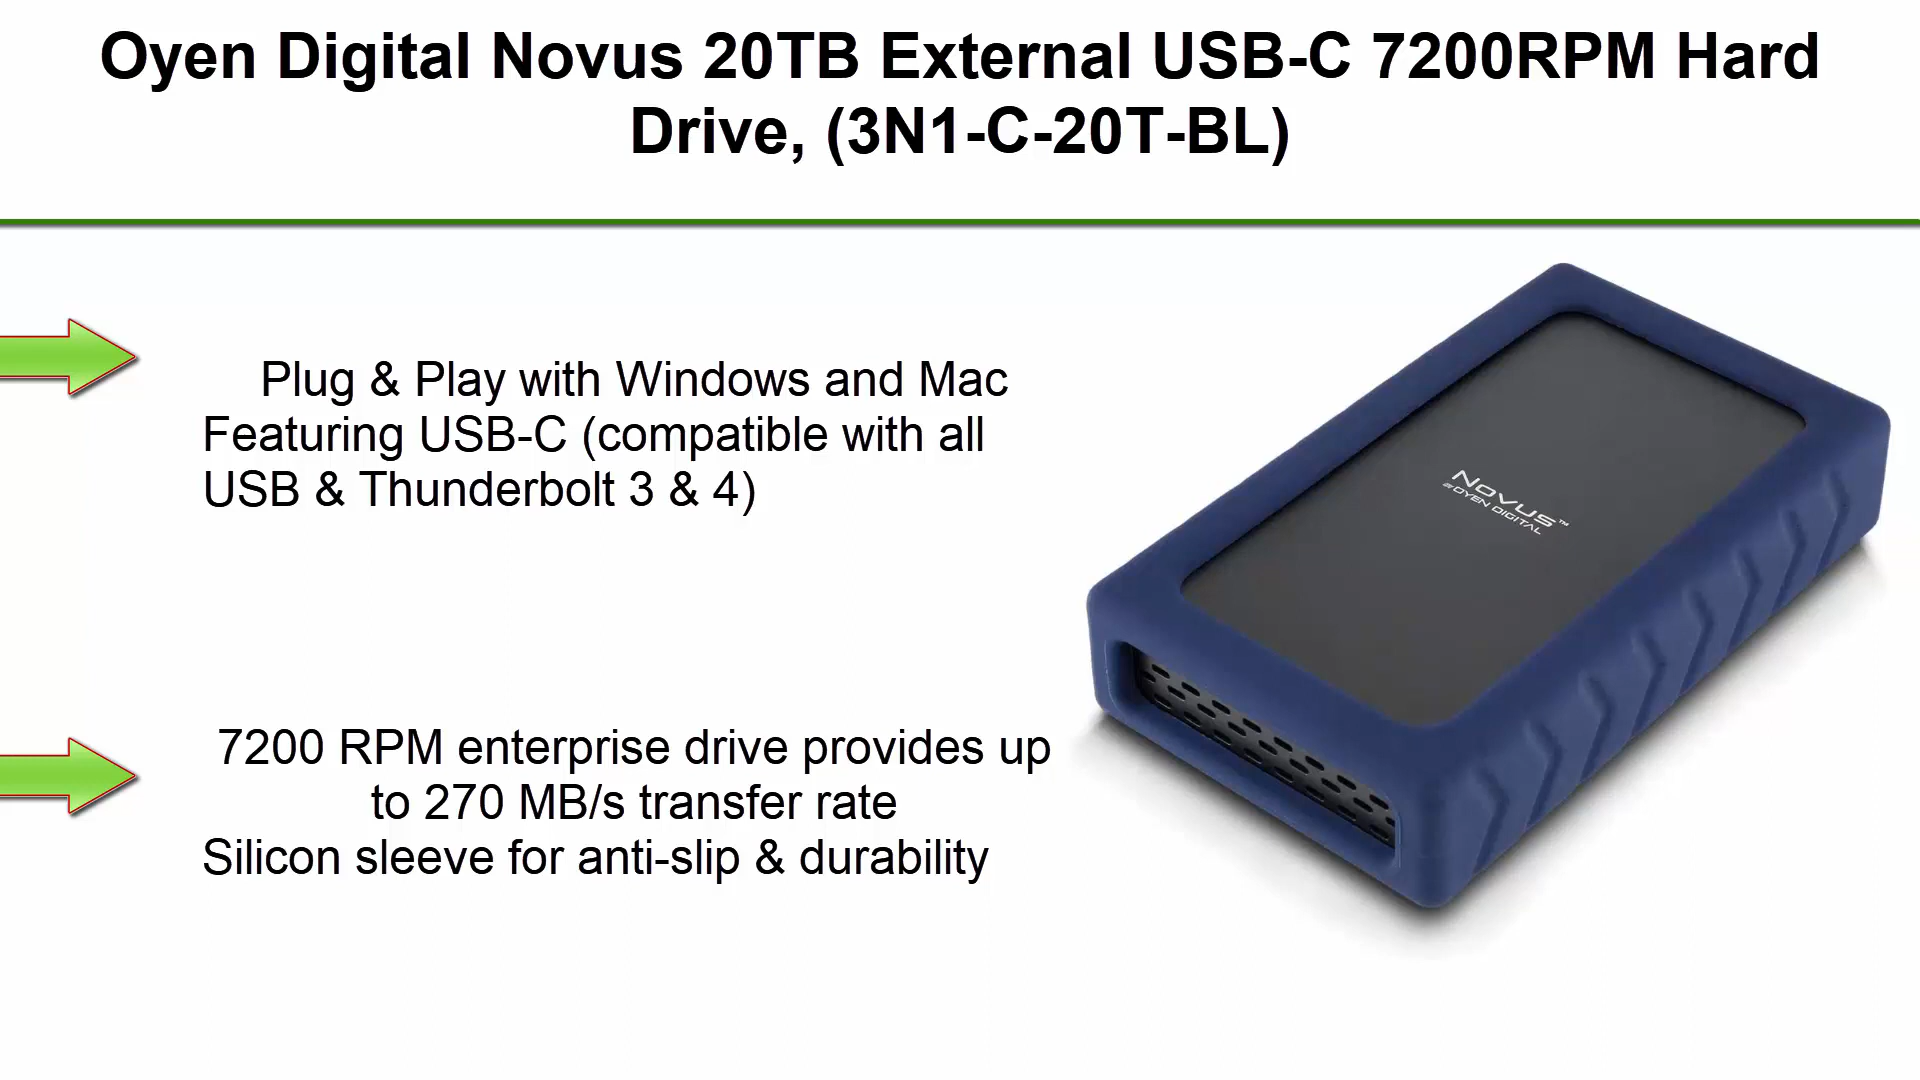 Oyen Digital Novus 20TB External USB-C 7200RPM Hard
Drive, (3N1-C-20T-BL)
Plug & Play with Windows and Mac
Featuring USB-C (compatible with all
USB & Thunderbolt 3 & 4)
7200 RPM enterprise drive provides up
to 270 MB/s transfer rate
Silicon sleeve for anti-slip & durability
NOVUS™
OYEN DIGITAL